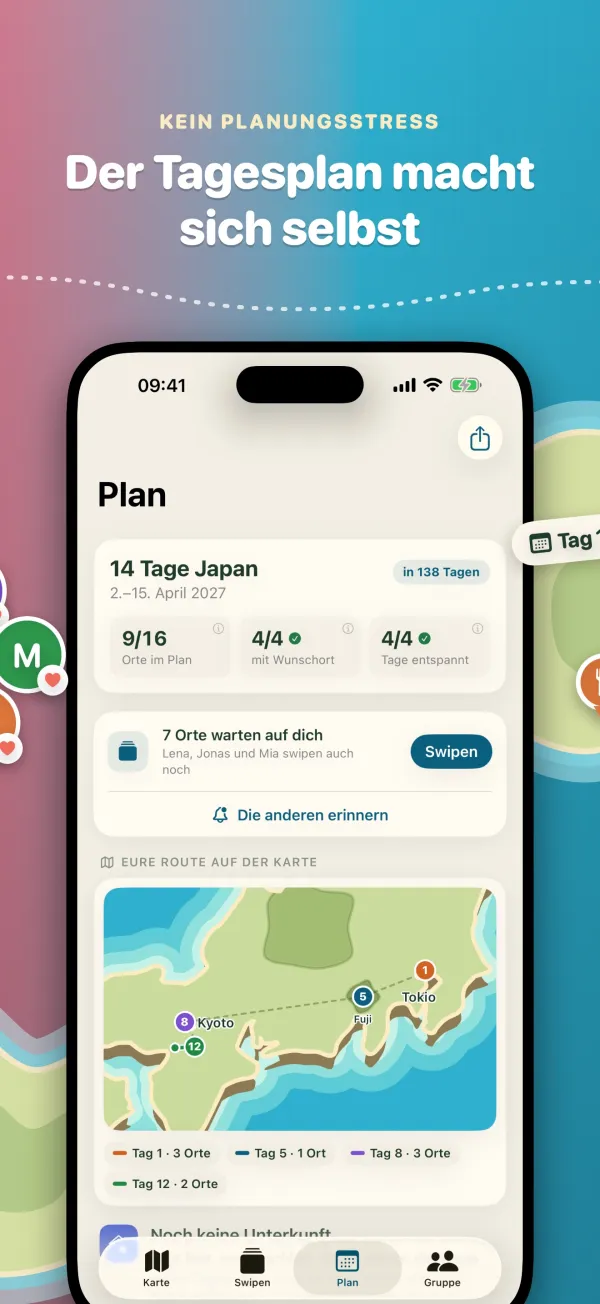 KEIN PLANUNGSSTRESS
Der Tagesplan macht
sich selbst
09:41
Plan
Tag 1
14 Tage Japan
in 138 Tagen
2.–15. April 2027
9/16
4/4
4/4
Orte im Plan
mit Wunschort
Tage entspannt
M
7 Orte warten auf dich
Lena, Jonas und Mia swipen auch
noch
Swipen
Die anderen erinnern
EURE ROUTE AUF DER KARTE
1
Tokio
5
Fuji
8 Kyoto
12
Tag 1 · 3 Orte
Tag 5 · 1 Ort
Tag 8 · 3 Orte
Tag 12 · 2 Orte
Noch keine Unterkunft
Karte
Swipen
Plan
Gruppe